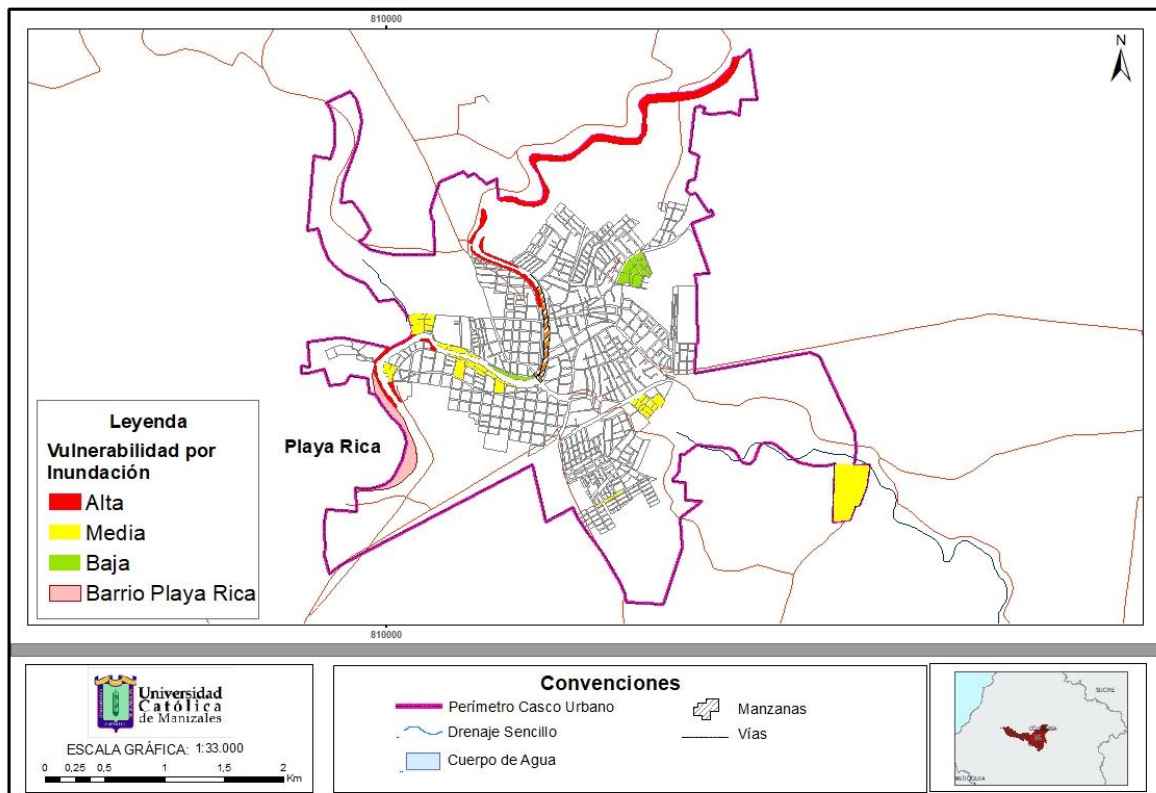 810000
N
Playa Rica
Leyenda
Vulnerabilidad por
Inundación
Alta
Media
Baja
Barrio Playa Rica
810000
Universidad
Católica
de Manizales
ESCALA GRÁFICA: 1:33.000
0 0,25 0,5 1 1,5 2
Km
Convenciones
Perímetro Casco Urbano
Drenaje Sencillo
Cuerpo de Agua
Manzanas
Vías
SUCRE
ANTIOQUIA